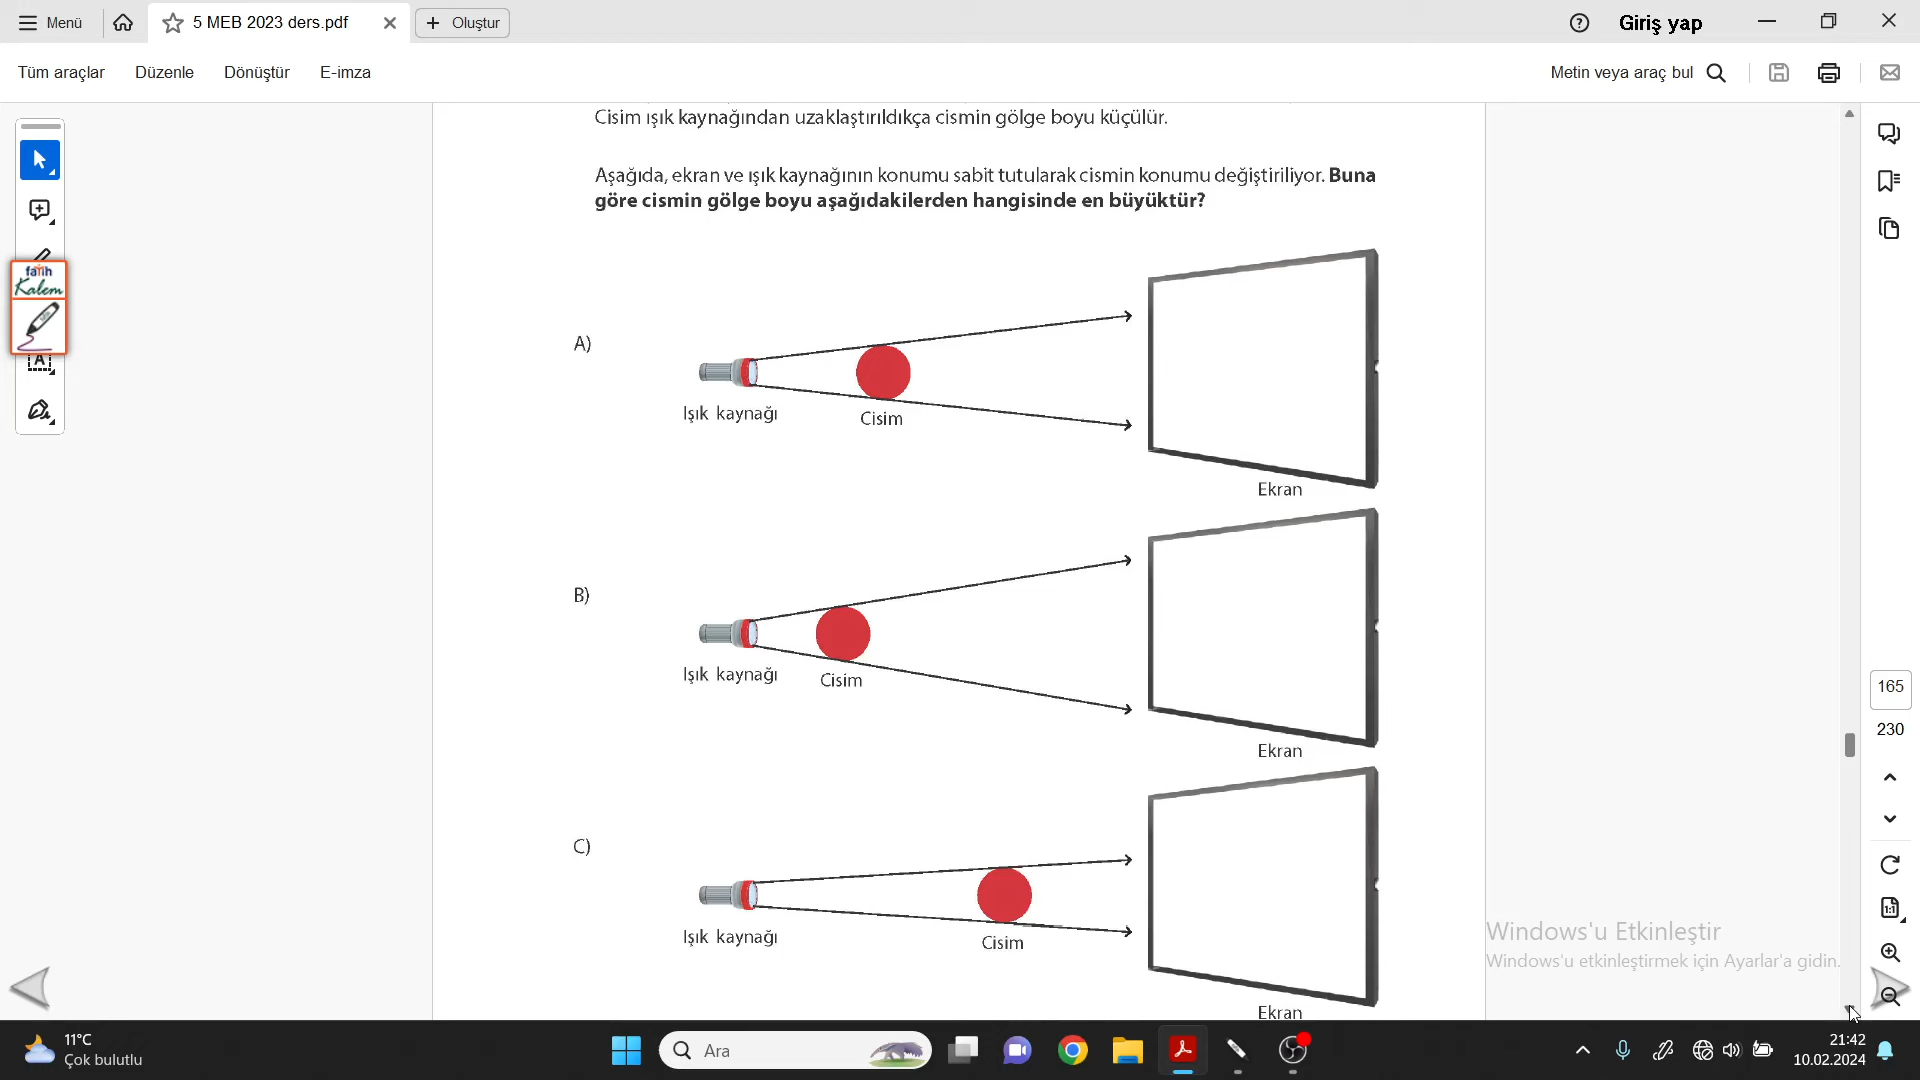 Menü
5 MEB 2023 ders.pdf
Oluştur
Giriş yap
Tüm araçlar
Düzenle
Dönüştür
E-imza
Metin veya araç bul
Cisim ışık kaynağından uzaklaştırıldıkça cismin gölge boyu küçülür.
Aşağıda, ekran ve ışık kaynağının konumu sabit tutularak cismin konumu değiştiriliyor. Buna
göre cismin gölge boyu aşağıdakilerden hangisinde en büyüktür?
fatih
Kalem
A
A)
Işık kaynağı
Cisim
Ekran
B)
Işık kaynağı
Cisim
Ekran
C)
Işık kaynağı
Cisim
Ekran
165
230
1:1
Windows'u Etkinleştir
Windows'u etkinleştirmek için Ayarlar'a gidin.
11°C
Çok bulutlu
Ara
21:42
10.02.2024